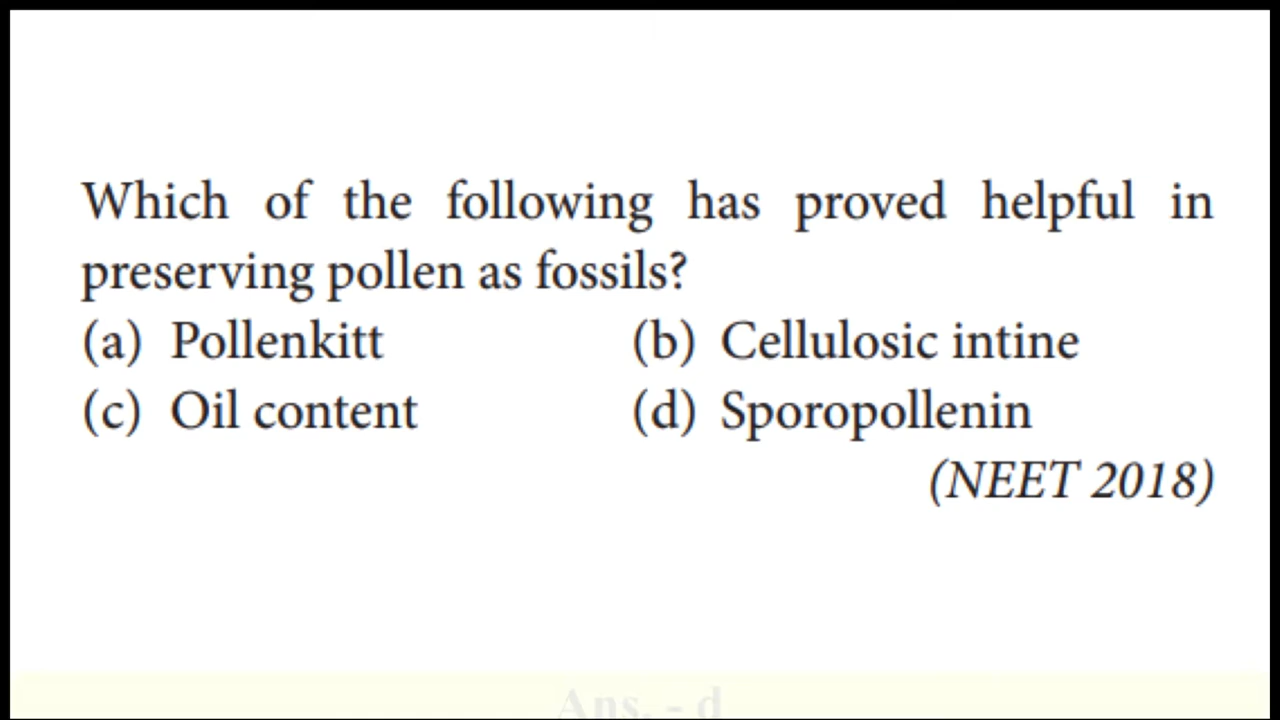 Which of the following has proved helpful in
preserving pollen as fossils?
(a) Pollenkitt (b) Cellulosic intine
(c) Oil content (d) Sporopollenin
(NEET 2018)
Ans. - d